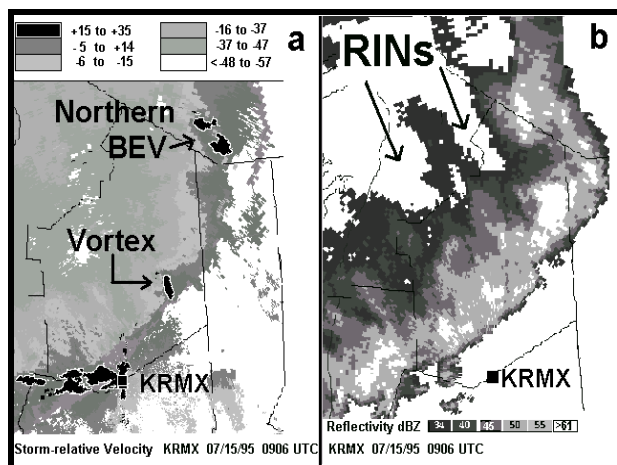 +15 to +35
-16 to -37
- 5 to +14
-37 to -47
-6 to -15
<-48 to -57
a
b
Northern
BEV
RINs
Vortex
KRMX
KRMX
Reflectivity dBZ 34 40 46 50 55 >61
Storm-relative Velocity KRMX 07/15/95 0906 UTC
KRMX 07/15/95 0906 UTC